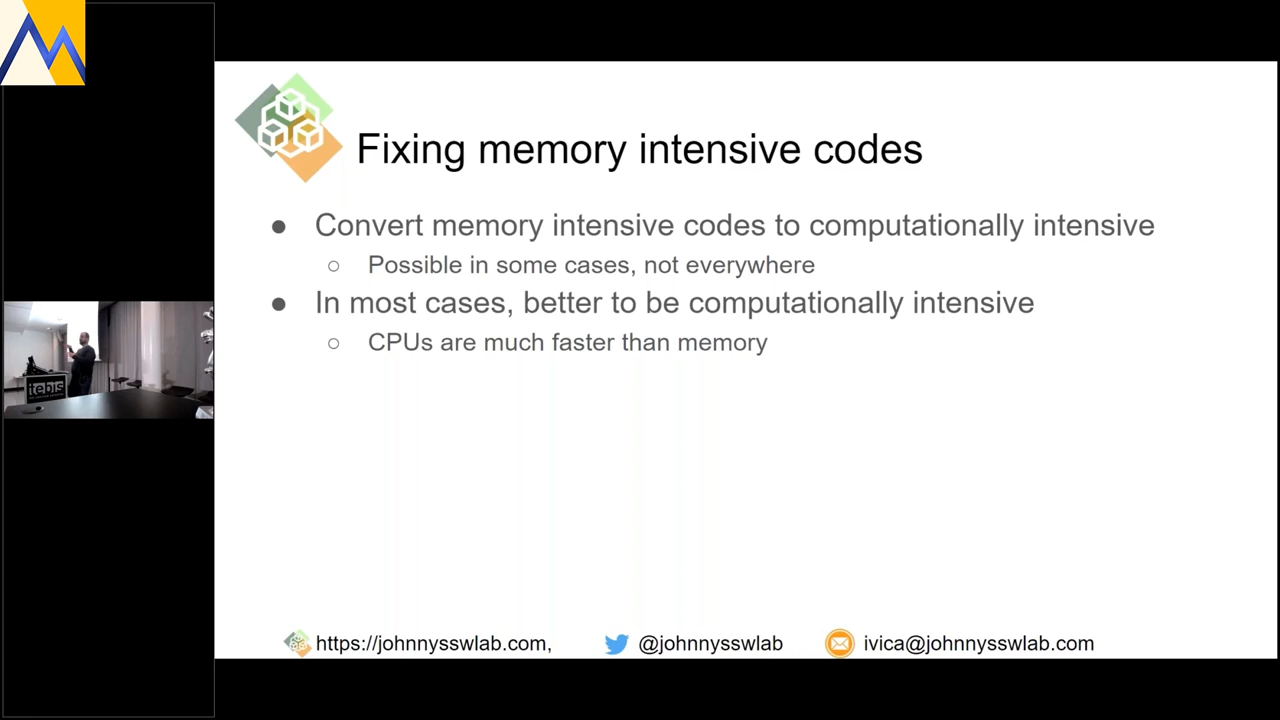 Fixing memory intensive codes
● Convert memory intensive codes to computationally intensive
○ Possible in some cases, not everywhere
● In most cases, better to be computationally intensive
○ CPUs are much faster than memory
tebis
https://johnnysswlab.com, @johnnysswlab ivica@johnnysswlab.com